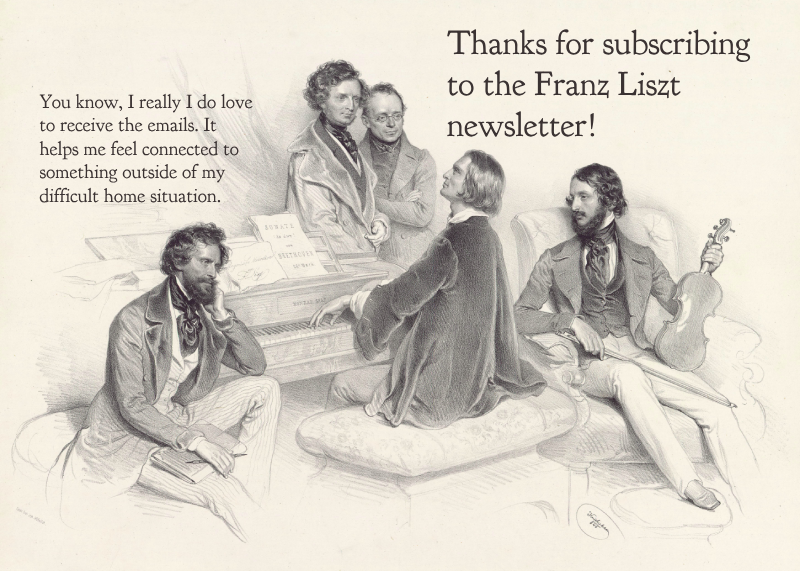 Thanks for subscribing
to the Franz Liszt
newsletter!
You know, I really I do love
to receive the emails. It
helps me feel connected to
something outside of my
difficult home situation.